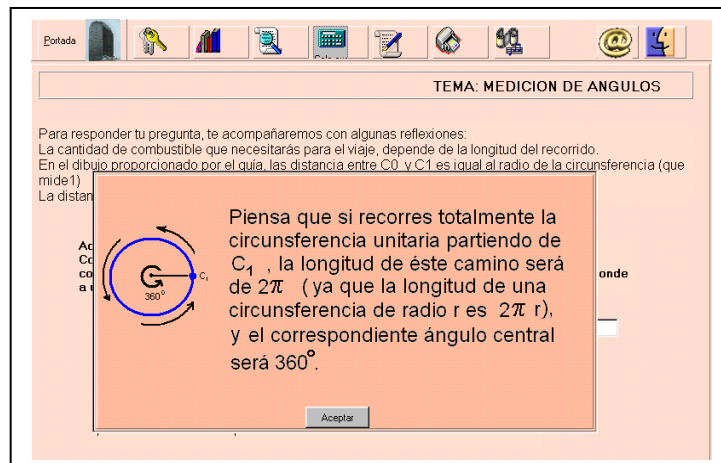 Portada
TEMA: MEDICION DE ANGULOS
Para responder tu pregunta, te acompañaremos con algunas reflexiones:
La cantidad de combustible que necesitarás para el viaje, depende de la longitud del recorrido.
En el dibujo proporcionado por el guía, las distancia entre C0 y C1 es igual al radio de la circunsferencia (que
mide1)
La distan
Piensa que si recorres totalmente la
circunsferencia unitaria partiendo de
C₁ , la longitud de éste camino será
de 2π ( ya que la longitud de una
circunsferencia de radio r es 2π r),
y el correspondiente ángulo central
será 360°.
C₁
360°
onde
Aceptar